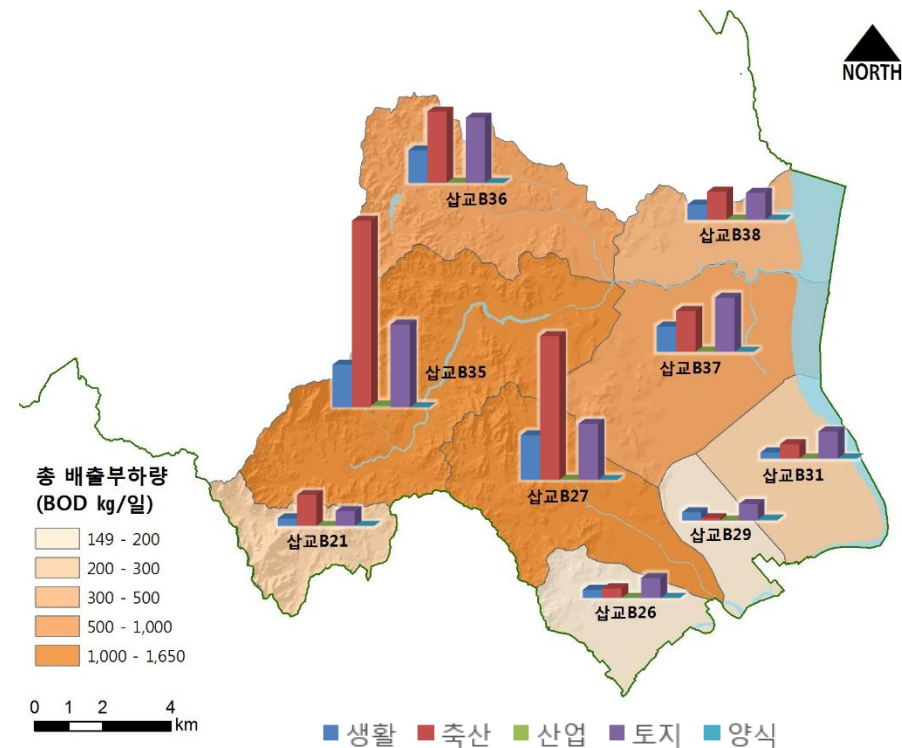 NORTH
삽교B36
삽교B38
삽교B37
삽교B35
삽교B31
삽교B27
삽교B29
삽교B21
삽교B26
총 배출부하량
(BOD kg/일)
149 - 200
200 - 300
300 - 500
500 - 1,000
1,000 - 1,650
0 1 2 4
km
생활 축산 산업 토지 양식